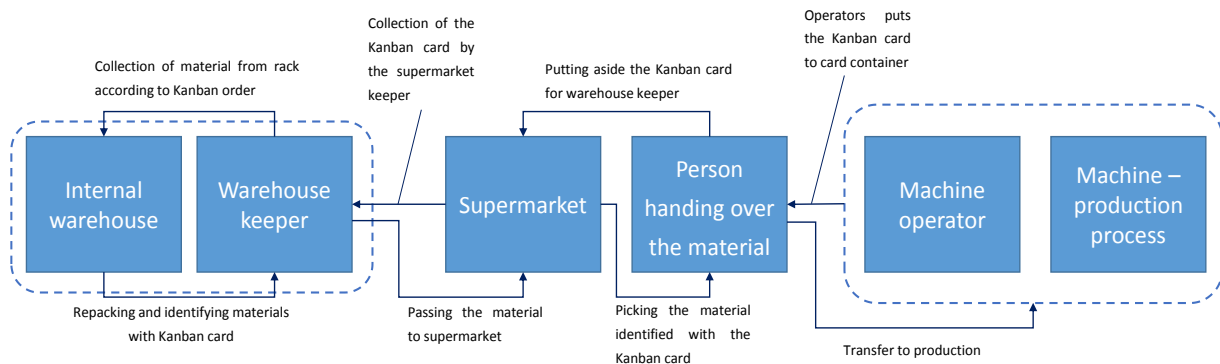 Collection of material from rack
according to Kanban order
Collection of the
Kanban card by
the supermarket
keeper
Putting aside the Kanban card
for warehouse keeper
Operators puts
the Kanban card
to card container
Internal
warehouse
Warehouse
keeper
Supermarket
Person
handing over
the material
Machine
operator
Machine –
production
process
Repacking and identifying materials
with Kanban card
Passing the material
to supermarket
Picking the material
identified with the
Kanban card
Transfer to production